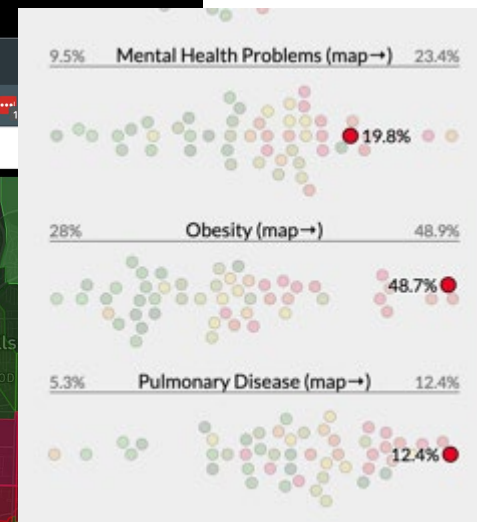 9.5% Mental Health Problems (map→) 23.4%
19.8%
28% Obesity (map→) 48.9%
48.7%
5.3% Pulmonary Disease (map→) 12.4%
12.4%